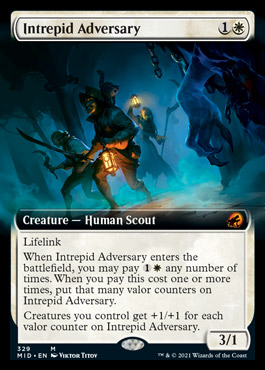 Intrepid Adversary 1
Creature — Human Scout
Lifelink
When Intrepid Adversary enters the
battlefield, you may pay 1 any number of
times. When you pay this cost one or more
times, put that many valor counters on
Intrepid Adversary.
Creatures you control get +1/+1 for each
valor counter on Intrepid Adversary.
3/1
329 M
MID • EN Viktor Titov
™ & © 2021 Wizards of the Coast